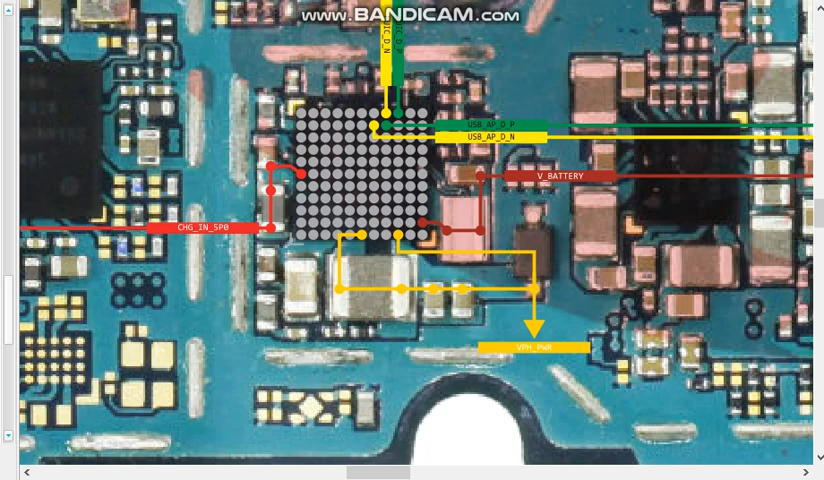 WWW.BANDICAM.COM
USB_AP_D_P
USB_AP_D_N
V_BATTERY
CHG_IN_5P0
VPH_PWR